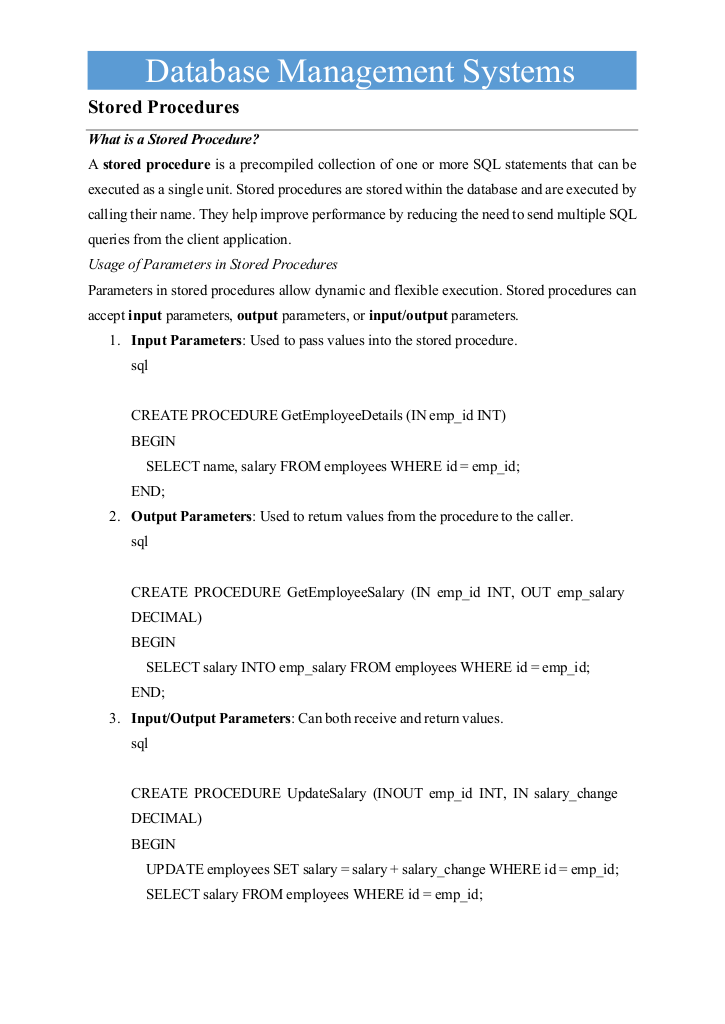 Database Management Systems
Stored Procedures
What is a Stored Procedure?
A stored procedure is a precompiled collection of one or more SQL statements that can be
executed as a single unit. Stored procedures are stored within the database and are executed by
calling their name. They help improve performance by reducing the need to send multiple SQL
queries from the client application.
Usage of Parameters in Stored Procedures
Parameters in stored procedures allow dynamic and flexible execution. Stored procedures can
accept input parameters, output parameters, or input/output parameters.
1. Input Parameters: Used to pass values into the stored procedure.
sql
CREATE PROCEDURE GetEmployeeDetails (IN emp_id INT)
BEGIN
SELECT name, salary FROM employees WHERE id = emp_id;
END;
2. Output Parameters: Used to return values from the procedure to the caller.
sql
CREATE PROCEDURE GetEmployeeSalary (IN emp_id INT, OUT emp_salary
DECIMAL)
BEGIN
SELECT salary INTO emp_salary FROM employees WHERE id = emp_id;
END;
3. Input/Output Parameters: Can both receive and return values.
sql
CREATE PROCEDURE UpdateSalary (INOUT emp_id INT, IN salary_change
DECIMAL)
BEGIN
UPDATE employees SET salary = salary + salary_change WHERE id = emp_id;
SELECT salary FROM employees WHERE id = emp_id;